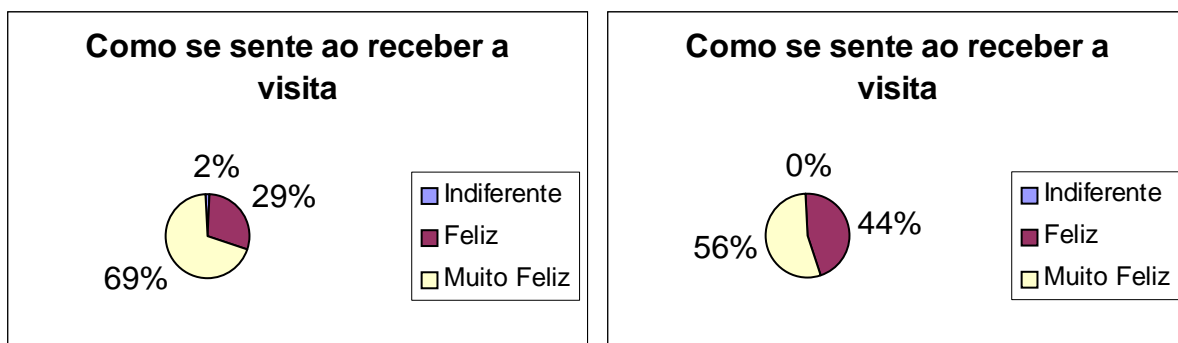 Como se sente ao receber a
visita
2%
29%
69%
Indiferente
Feliz
Muito Feliz
Como se sente ao receber a
visita
0%
44%
56%
Indiferente
Feliz
Muito Feliz